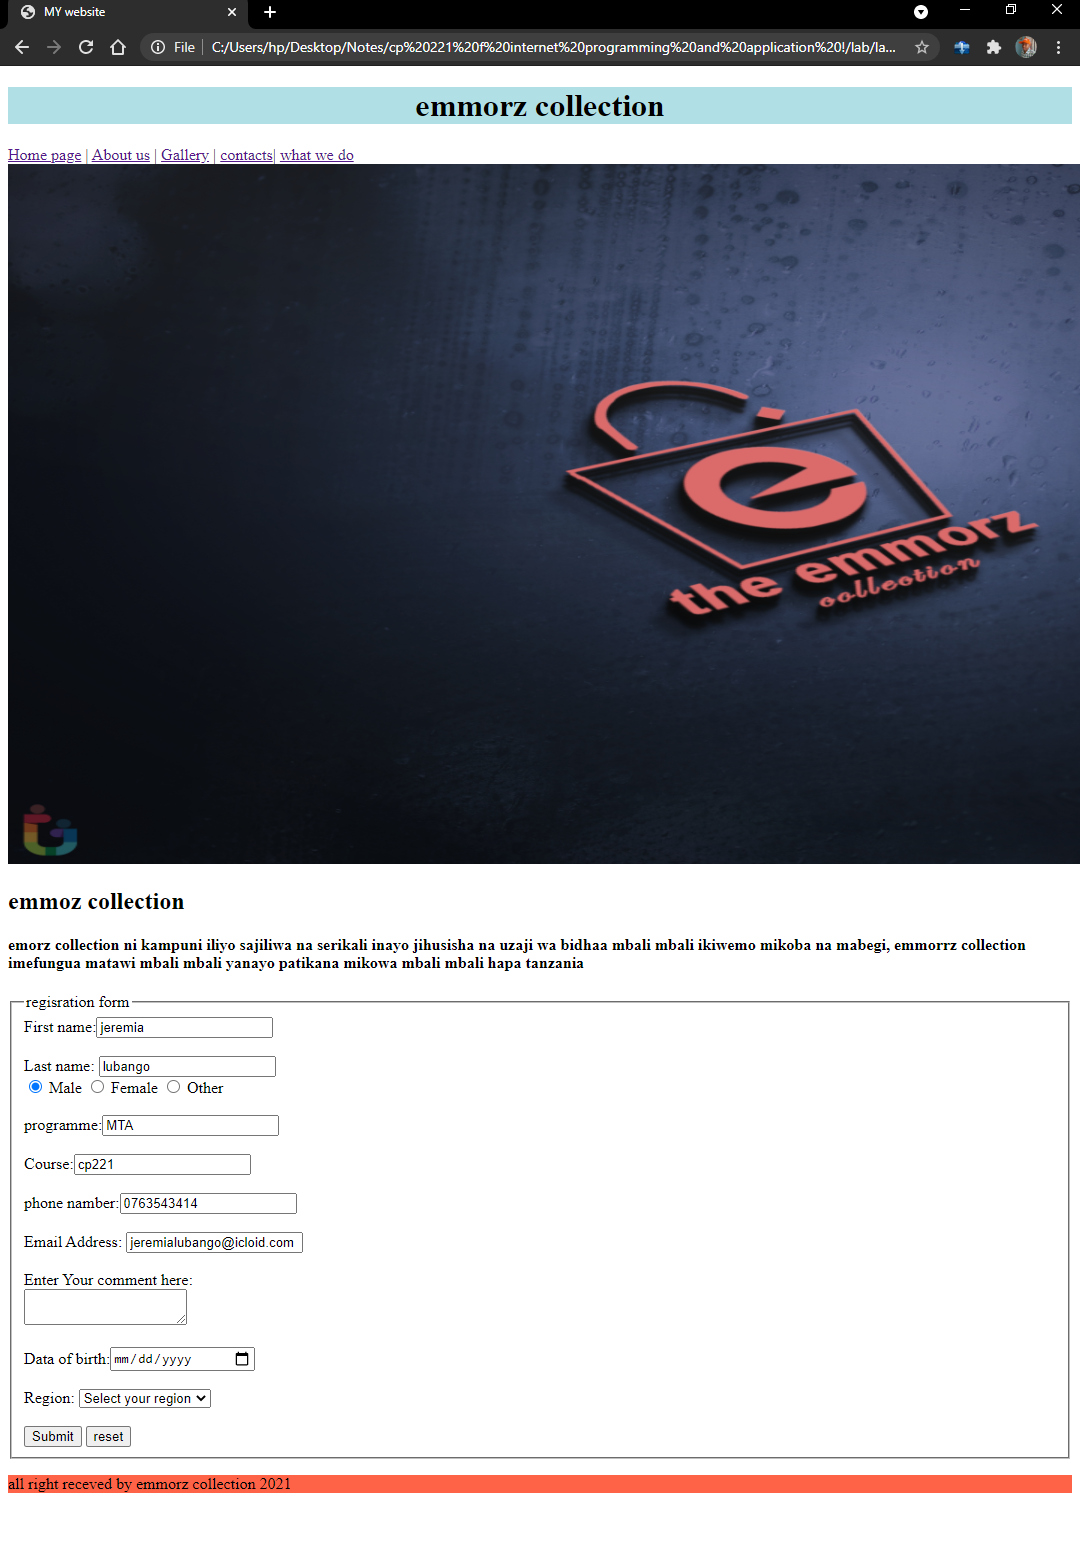 MY website
File
C:/Users/hp/Desktop/Notes/cp%20221%20f%20internet%20programming%20and%20application%20!/lab/la...
emmorz collection
Home page | About us | Gallery | contacts| what we do
e
the emmorz
collection
emmoz collection
emorz collection ni kampuni iliyo sajiliwa na serikali inayo jihusisha na uzaji wa bidhaa mbali mbali ikiwemo mikoba na mabegi, emmorrz collection
imefungua matawi mbali mbali yanayo patikana mikowa mbali mbali hapa tanzania
regisration form
First name: jeremia
Last name: lubango
Male Female Other
programme: MTA
Course: cp221
phone namber: 0763543414
Email Address: jeremialubango@icloid.com
Enter Your comment here:
Data of birth: mm/dd/yyyy
Region: Select your region
Submit reset
all right receved by emmorz collection 2021